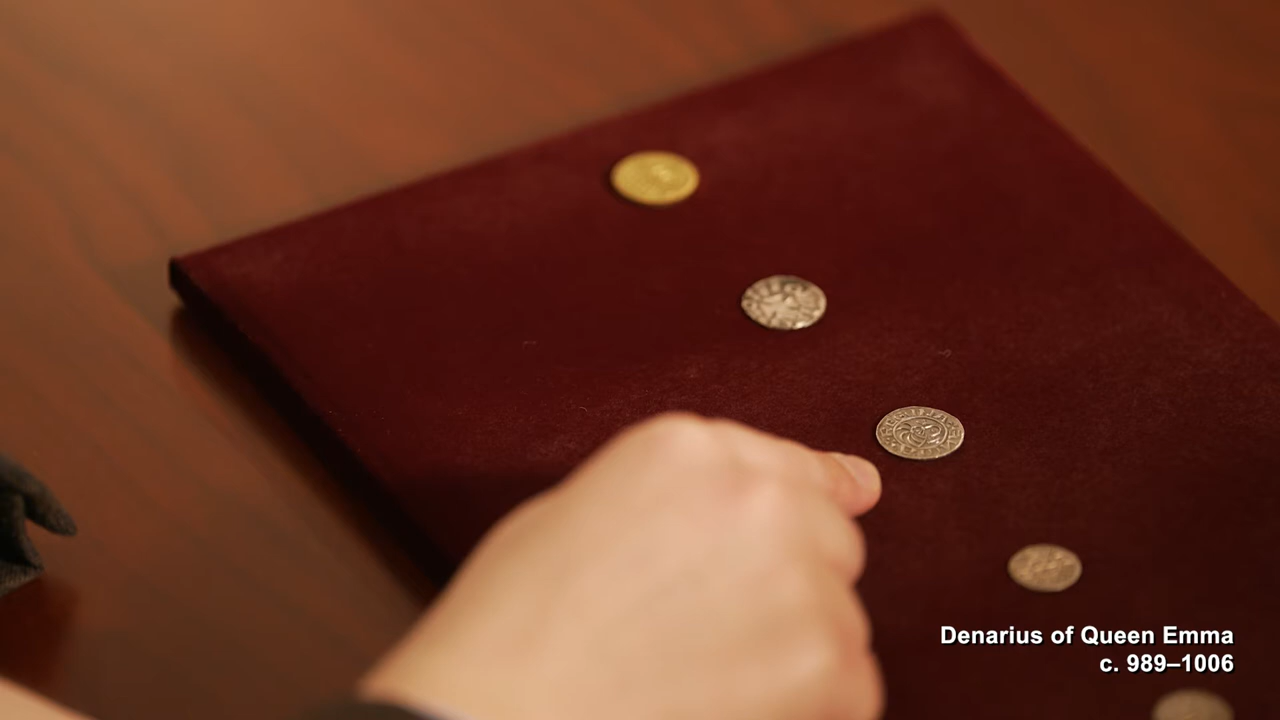 Denarius of Queen Emma
c. 989–1006